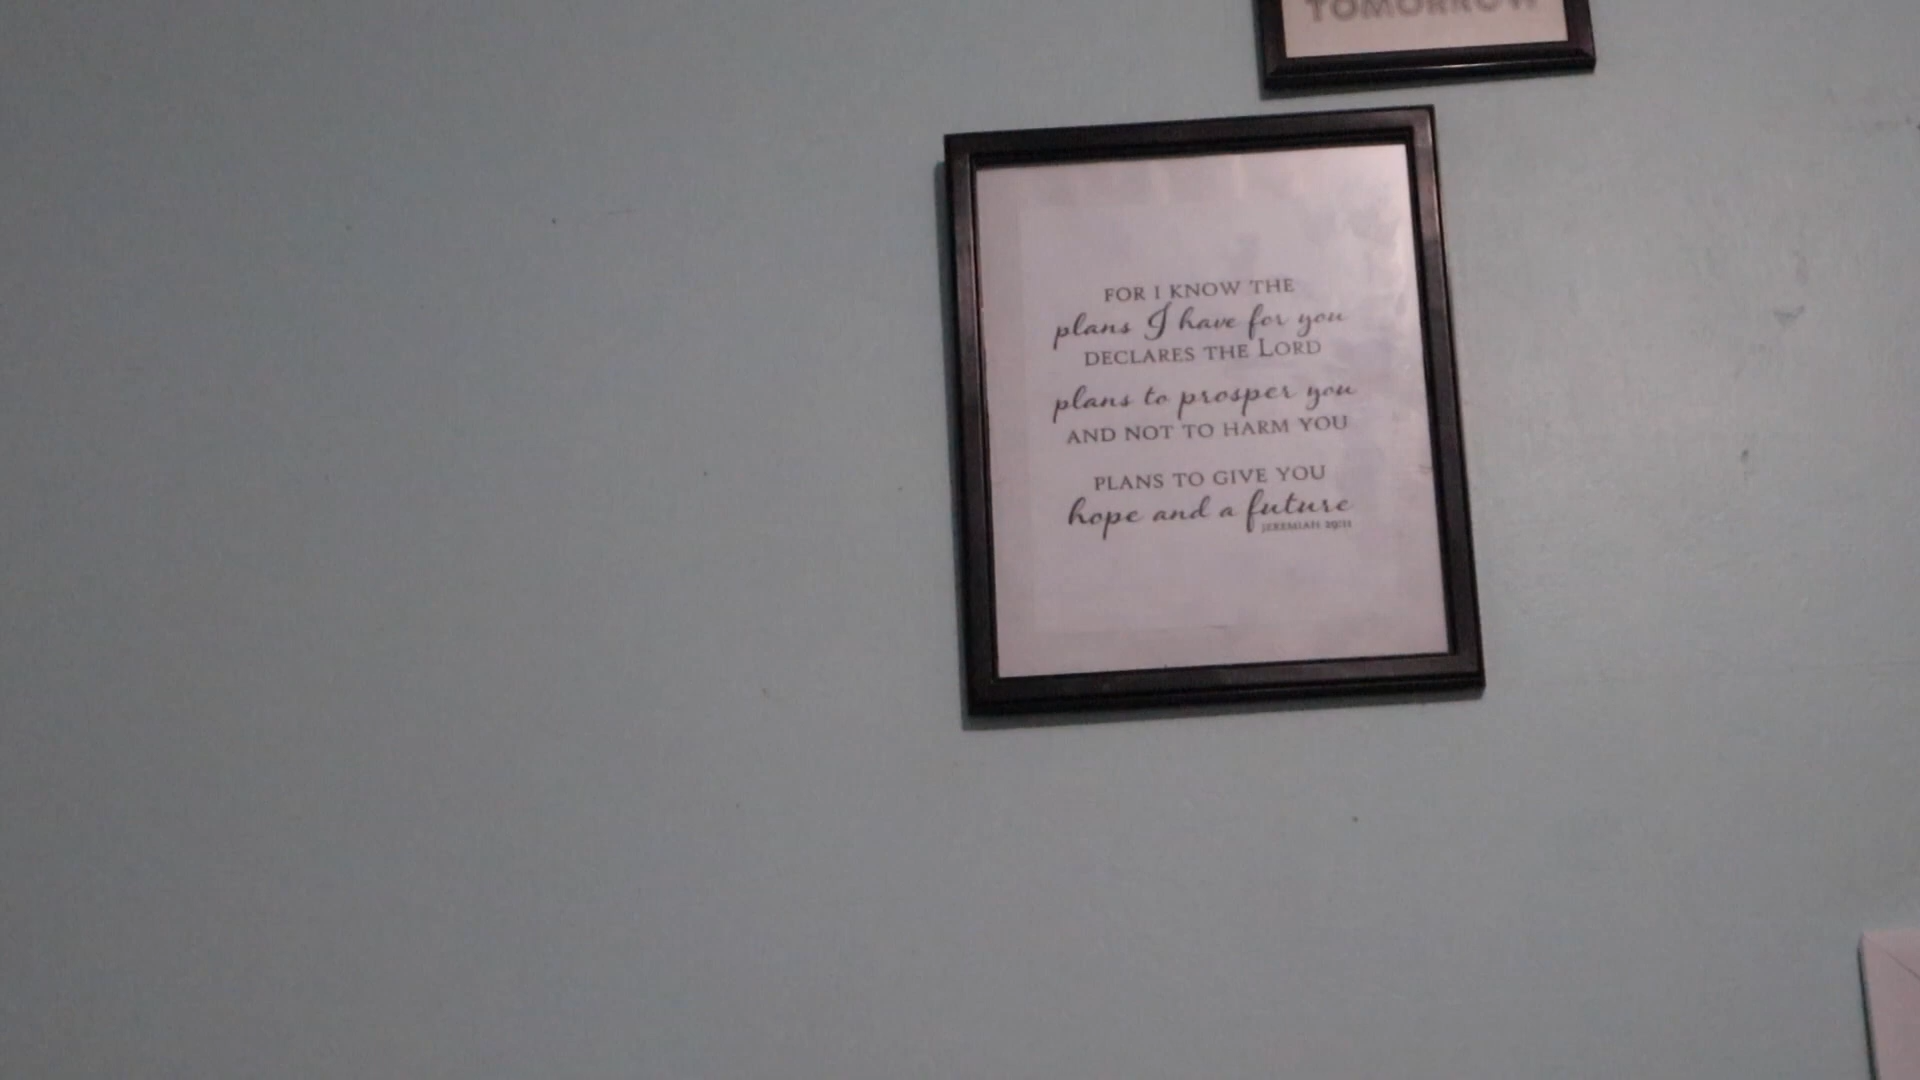 TOMORROW
FOR I KNOW THE
plans I have for you
DECLARES THE LORD
plans to prosper you
AND NOT TO HARM YOU
PLANS TO GIVE YOU
hope and a future
JEREMIAH 29:11